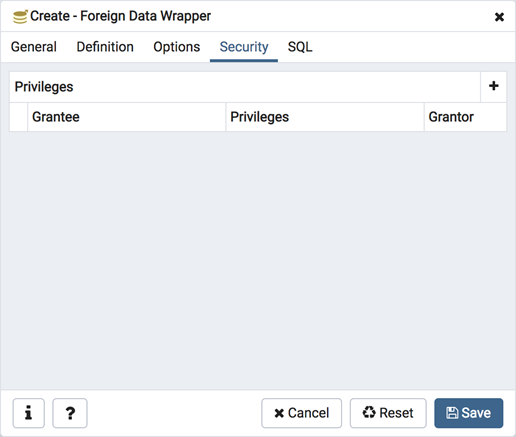 Create - Foreign Data Wrapper
General Definition Options Security SQL
Privileges
Grantee Privileges Grantor
i ? Cancel Reset Save